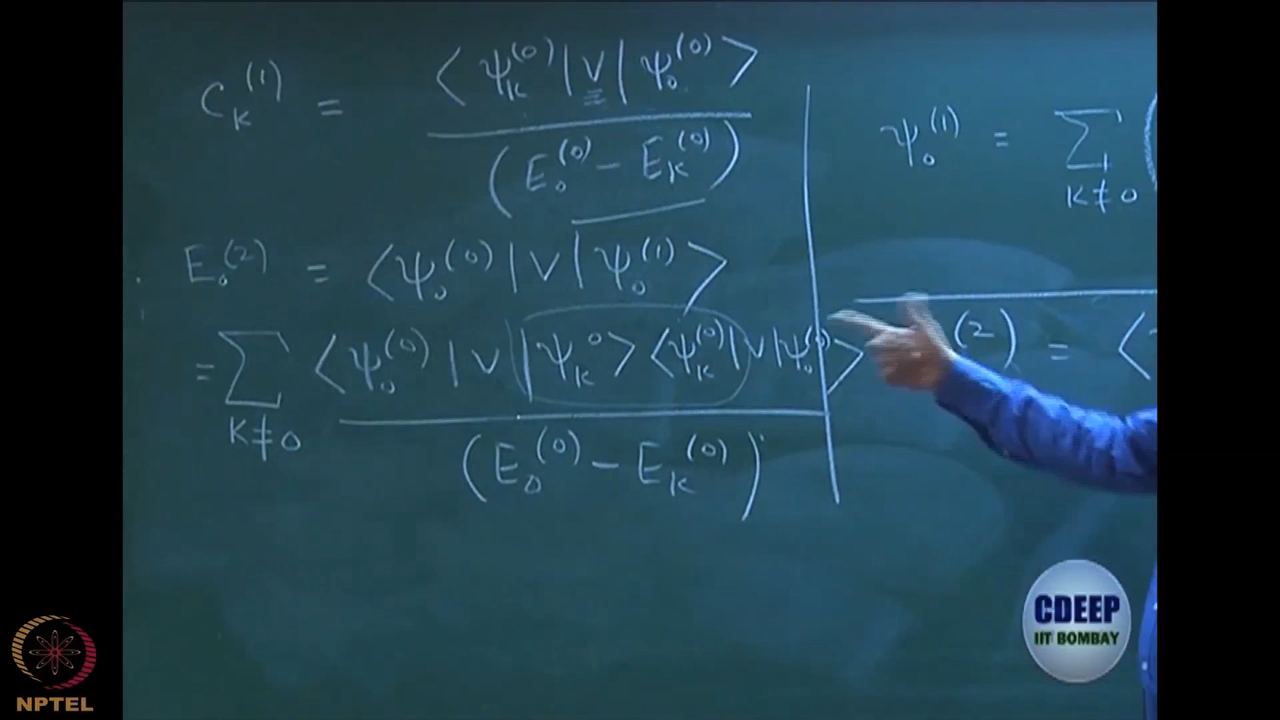 C_K^(1) = <ψ_K^(0)|V|ψ_0^(0)> / (E_0^(0) − E_K^(0))
E_0^(2) = <ψ_0^(0)|V|ψ_0^(1)>
= Σ_{K≠0} <ψ_0^(0)|V|ψ_K^0><ψ_K^(0)|V|ψ_0^(0)> / (E_0^(0) − E_K^(0))
ψ_0^(1) = Σ_{K≠0} (
(2) = <
CDEEP
IIT BOMBAY
NPTEL